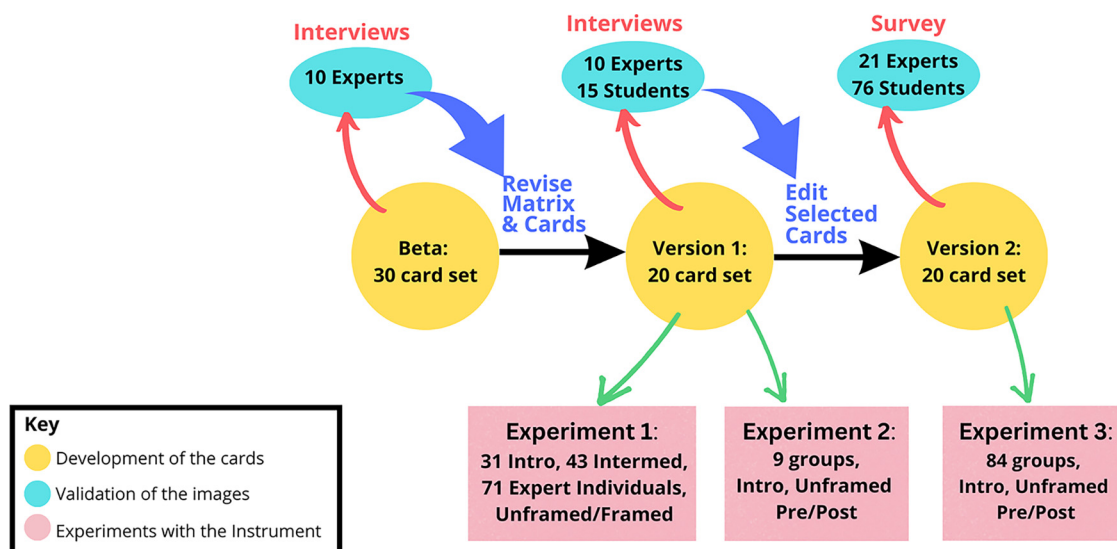 Interviews
10 Experts
Interviews
10 Experts
15 Students
Survey
21 Experts
76 Students
Revise
Matrix
& Cards
Edit
Selected
Cards
Beta:
30 card set
Version 1:
20 card set
Version 2:
20 card set
Experiment 1:
31 Intro, 43 Intermed,
71 Expert Individuals,
Unframed/Framed
Experiment 2:
9 groups,
Intro, Unframed
Pre/Post
Experiment 3:
84 groups,
Intro, Unframed
Pre/Post
Key
Development of the cards
Validation of the images
Experiments with the Instrument